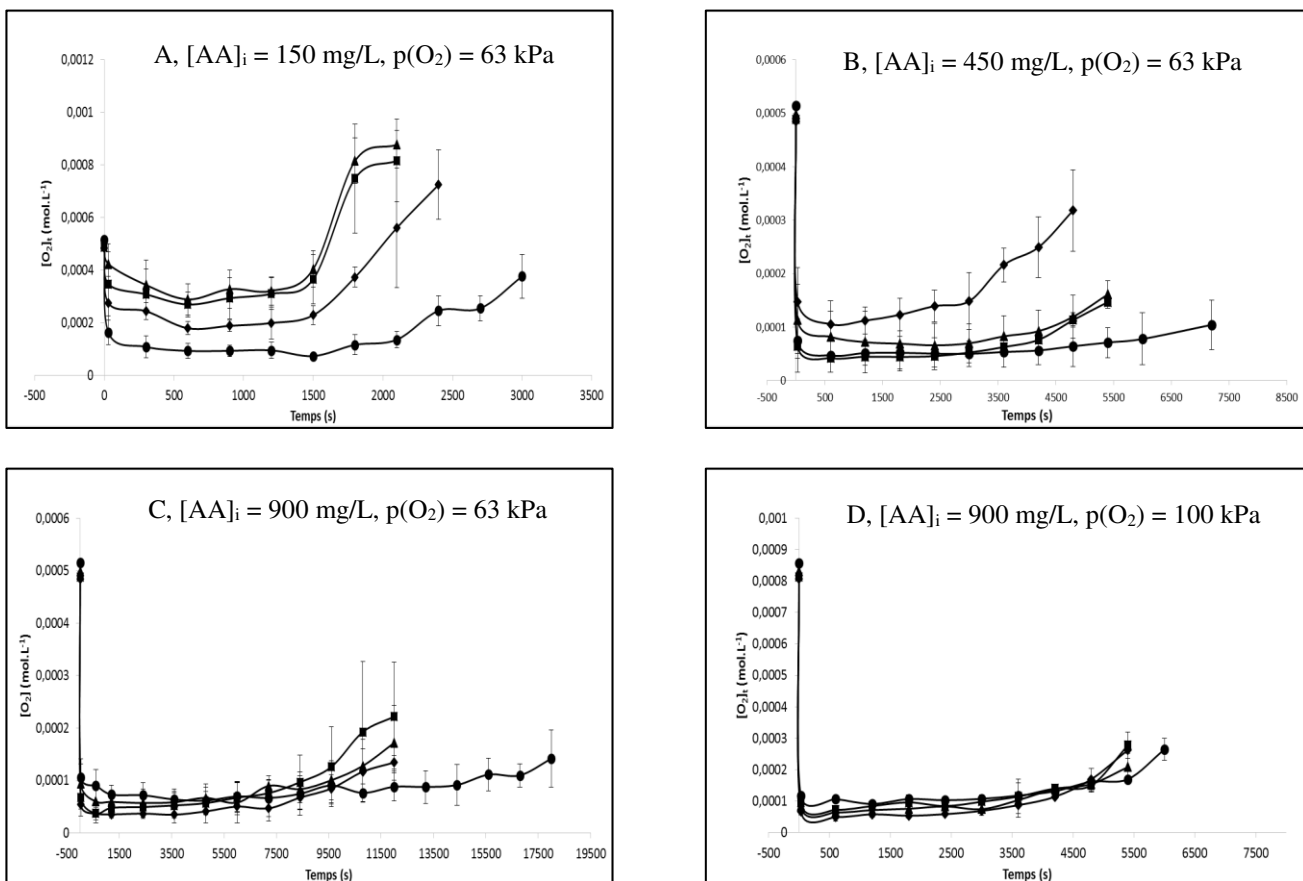 A, [AA]i = 150 mg/L, p(O2) = 63 kPa
0,0012
0,001
0,0008
0,0006
0,0004
0,0002
0
[O2]t (mol.L-1)
-500 0 500 1000 1500 2000 2500 3000 3500
Temps (s)
B, [AA]i = 450 mg/L, p(O2) = 63 kPa
0,0006
0,0005
0,0004
0,0003
0,0002
0,0001
0
[O2]t (mol.L-1)
-500 500 1500 2500 3500 4500 5500 6500 7500 8500
Temps (s)
C, [AA]i = 900 mg/L, p(O2) = 63 kPa
0,0006
0,0005
0,0004
0,0003
0,0002
0,0001
0
[O2] (mol.L-1)
-500 1500 3500 5500 7500 9500 11500 13500 15500 17500 19500
Temps (s)
D, [AA]i = 900 mg/L, p(O2) = 100 kPa
0,001
0,0009
0,0008
0,0007
0,0006
0,0005
0,0004
0,0003
0,0002
0,0001
0
[O2]t (mol.L-1)
-500 500 1500 2500 3500 4500 5500 6500 7500
Temps (s)